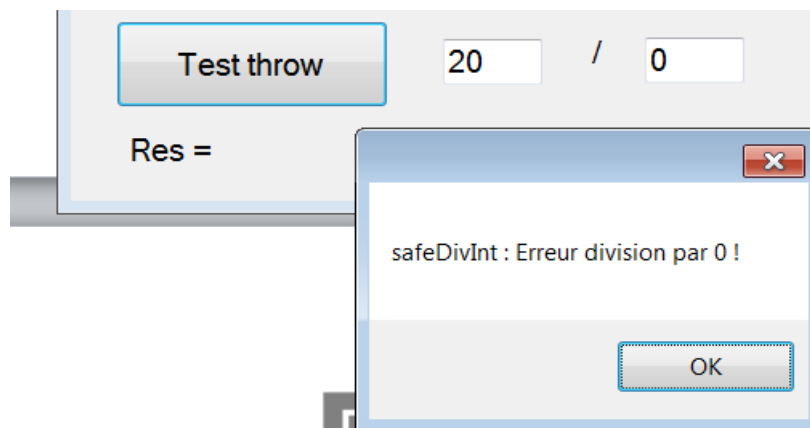 Test throw 20 / 0
Res =
safeDivInt : Erreur division par 0 !
OK